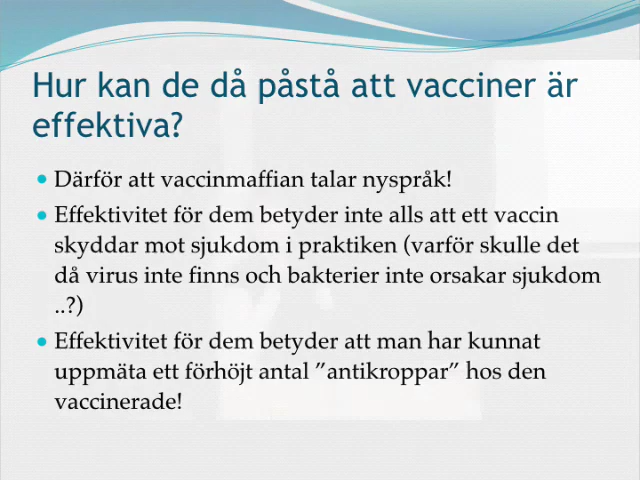 Hur kan de då påstå att vacciner är
effektiva?
Därför att vaccinmaffian talar nyspråk!
Effektivitet för dem betyder inte alls att ett vaccin
skyddar mot sjukdom i praktiken (varför skulle det
då virus inte finns och bakterier inte orsakar sjukdom
..?)
Effektivitet för dem betyder att man har kunnat
uppmäta ett förhöjt antal ”antikroppar” hos den
vaccinerade!